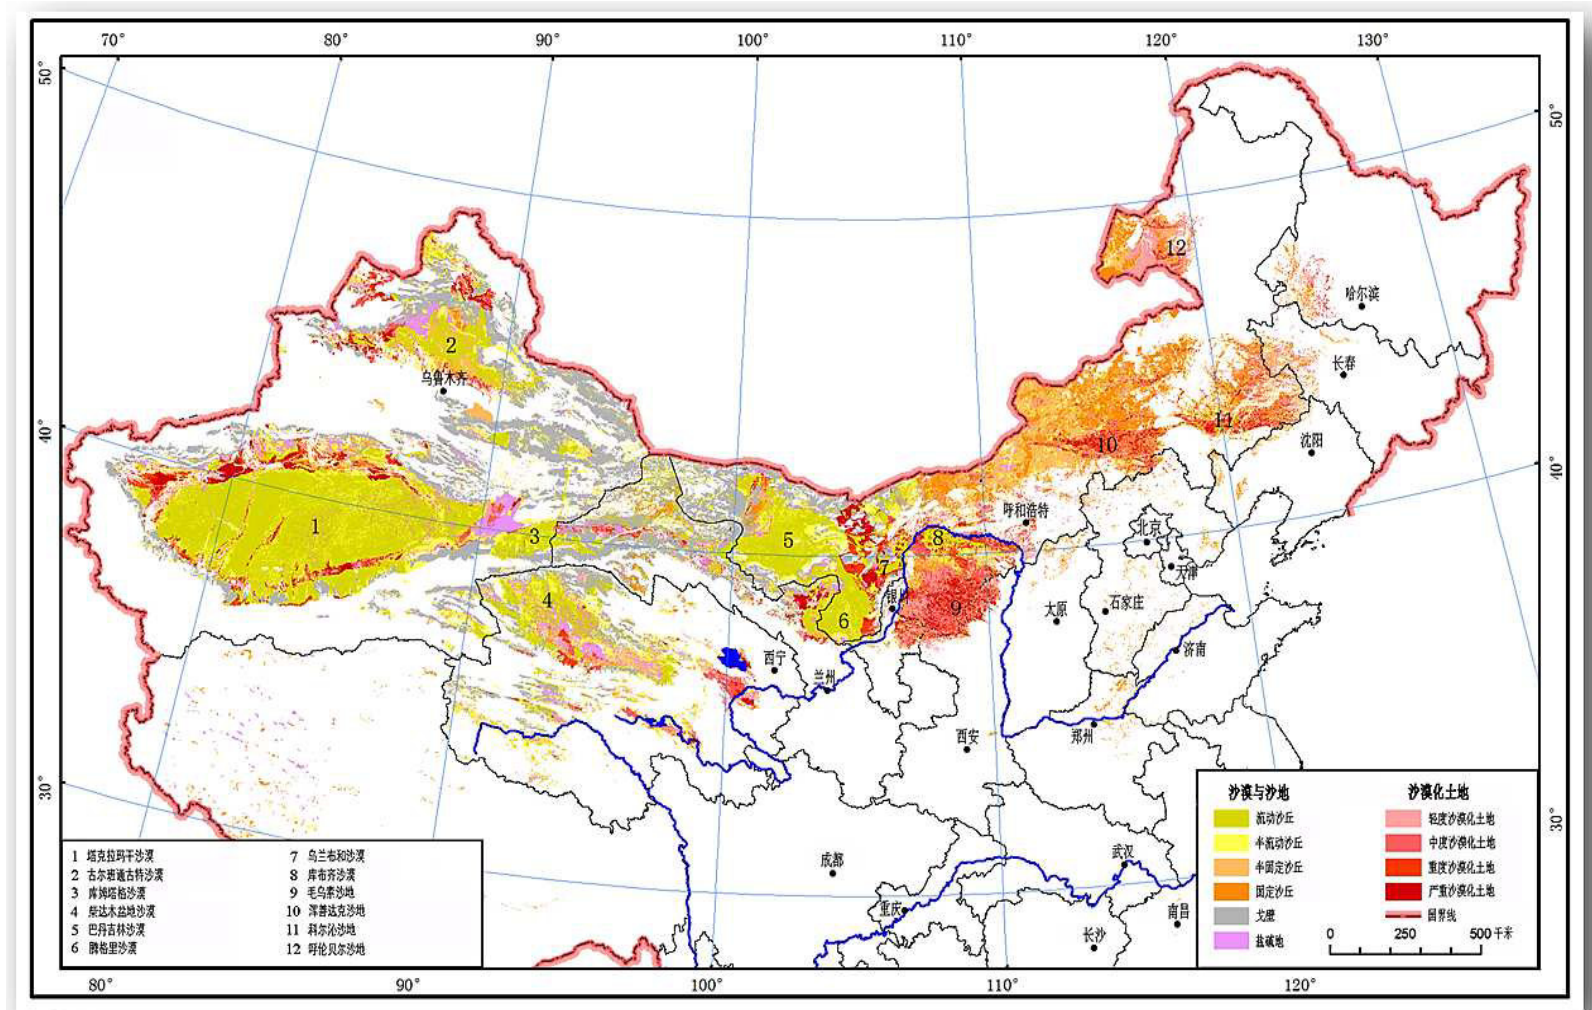 70° 80° 90° 100° 110° 120° 130°
50°
50°
40°
40°
30°
30°
12
哈尔滨
2
长春
乌鲁木齐
11
沈阳
10
1
呼和浩特
3
5
8
北京
7
天津
4
银川
9
石家庄
6
太原
济南
西宁
兰州
西安
郑州
成都
武汉
重庆
南昌
长沙
1 塔克拉玛干沙漠
2 古尔班通古特沙漠
3 库姆塔格沙漠
4 柴达木盆地沙漠
5 巴丹吉林沙漠
6 腾格里沙漠
7 乌兰布和沙漠
8 库布齐沙漠
9 毛乌素沙地
10 浑善达克沙地
11 科尔沁沙地
12 呼伦贝尔沙地
沙漠与沙地
流动沙丘
半流动沙丘
半固定沙丘
固定沙丘
戈壁
盐碱地
沙漠化土地
轻度沙漠化土地
中度沙漠化土地
重度沙漠化土地
严重沙漠化土地
国界线
0 250 500千米
80° 90° 100° 110° 120°